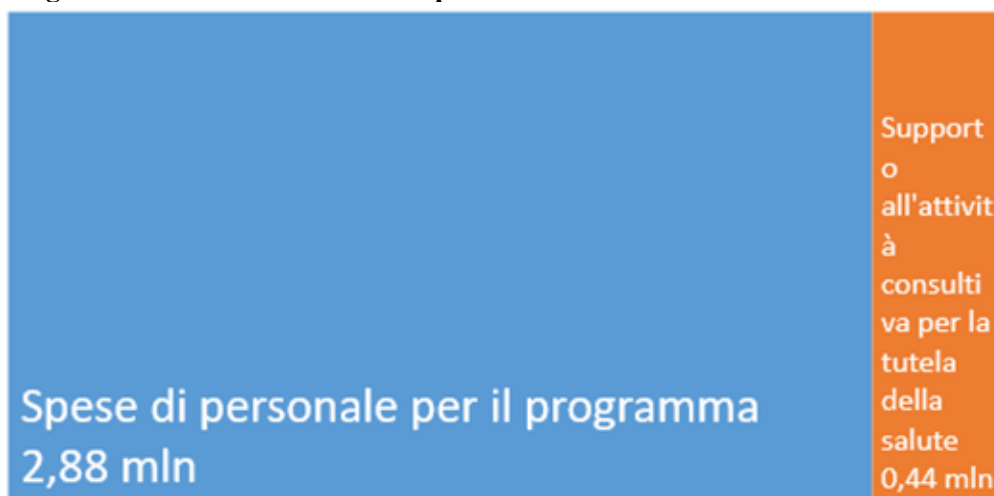 Spese di personale per il programma
2,88 mln
Support
o
all'attivit
à
consulti
va per la
tutela
della
salute
0,44 mln